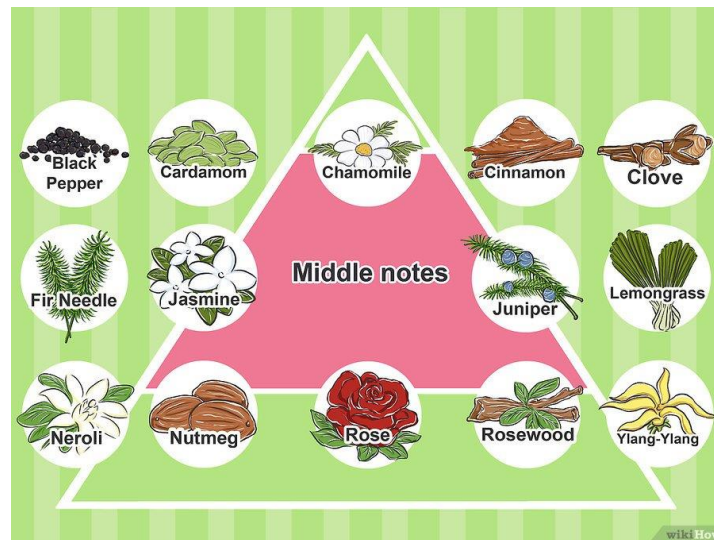 Black
Pepper
Cardamom
Chamomile
Cinnamon
Clove
Fir Needle
Jasmine
Middle notes
Juniper
Lemongrass
Neroli
Nutmeg
Rose
Rosewood
Ylang-Ylang
wikiHow